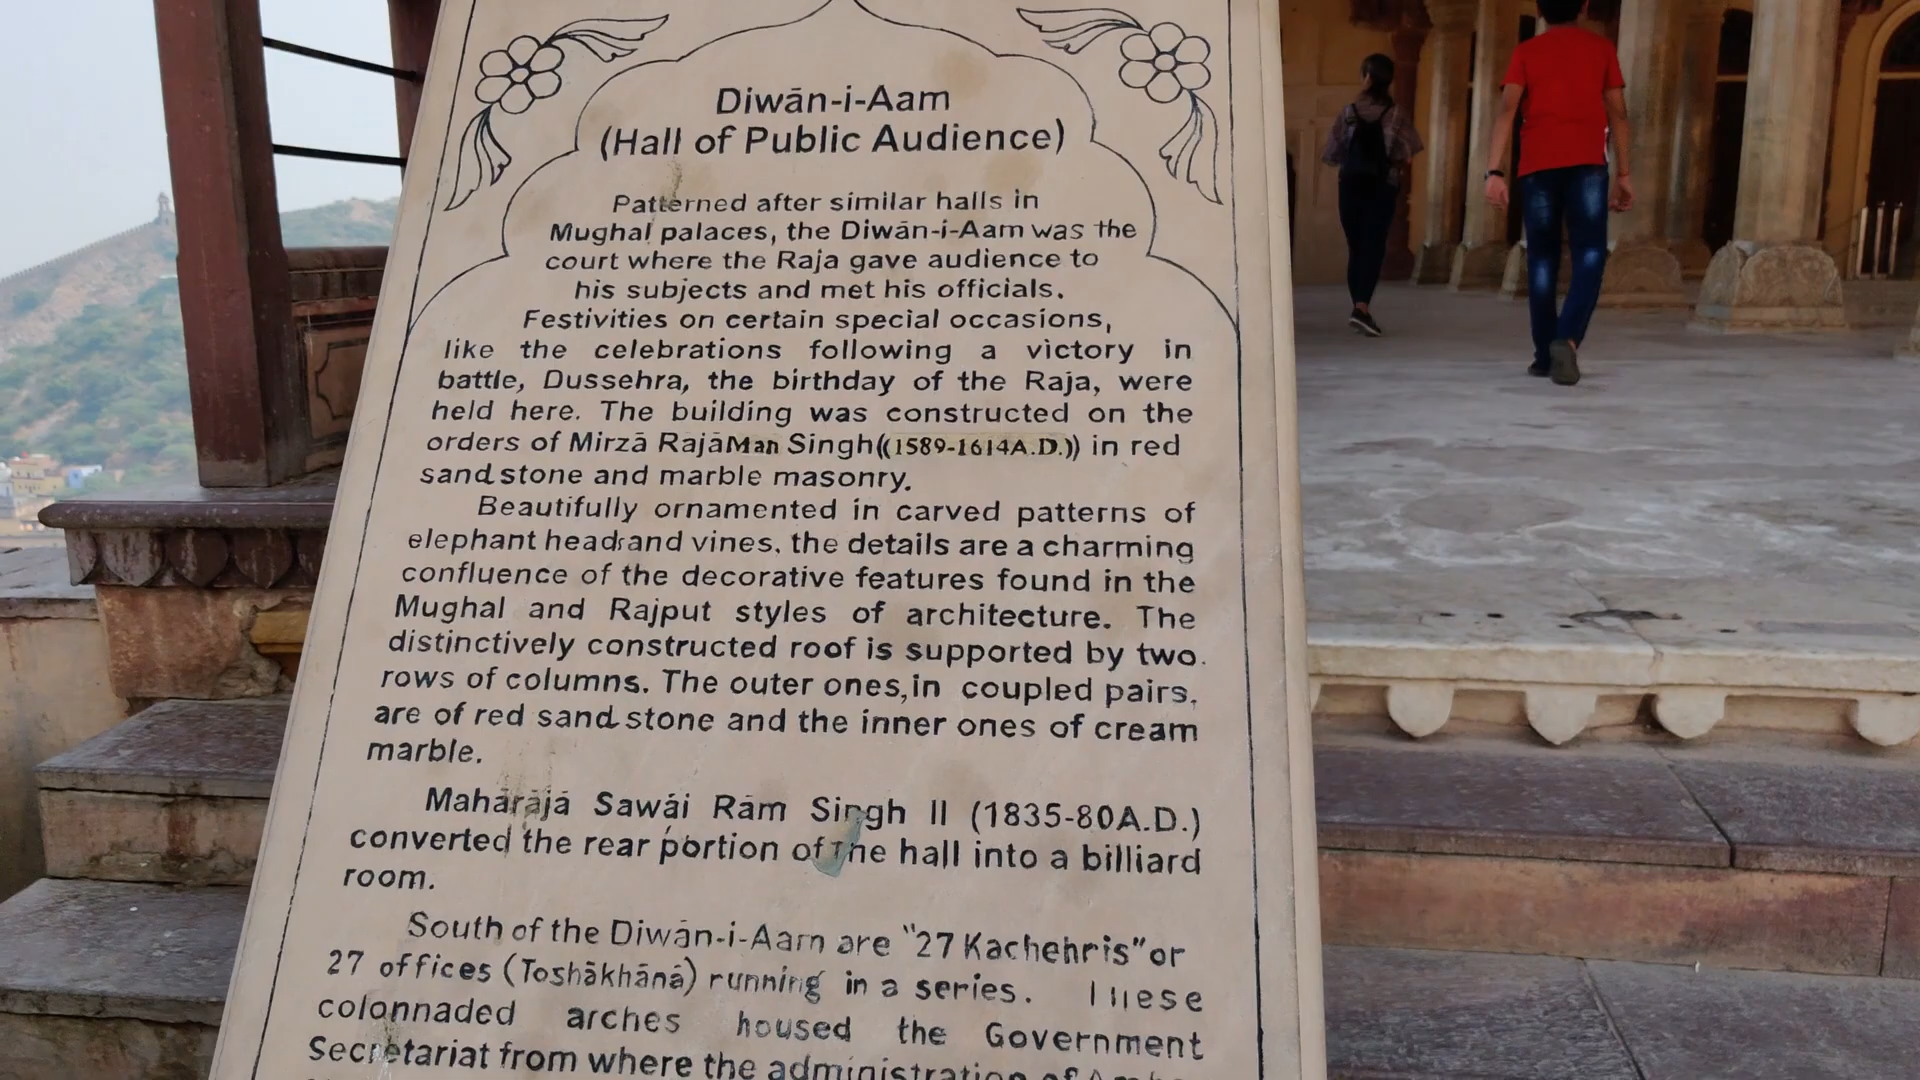 Diwān-i-Aam
(Hall of Public Audience)
Patterned after similar halls in
Mughal palaces, the Diwān-i-Aam was the
court where the Raja gave audience to
his subjects and met his officials.
Festivities on certain special occasions,
like the celebrations following a victory in
battle, Dussehra, the birthday of the Raja, were
held here. The building was constructed on the
orders of Mirzā Rajā Man Singh ((1589-1614A.D.)) in red
sand stone and marble masonry.
Beautifully ornamented in carved patterns of
elephant heads and vines. the details are a charming
confluence of the decorative features found in the
Mughal and Rajput styles of architecture. The
distinctively constructed roof is supported by two.
rows of columns. The outer ones, in coupled pairs,
are of red sand stone and the inner ones of cream
marble.
Mahārājā Sawāi Rām Singh II (1835-80A.D.)
converted the rear portion of the hall into a billiard
room.
South of the Diwān-i-Aam are "27 Kachehris" or
27 offices (Toshākhānā) running in a series. These
colonnaded arches housed the Government
Secretariat from where the administration of